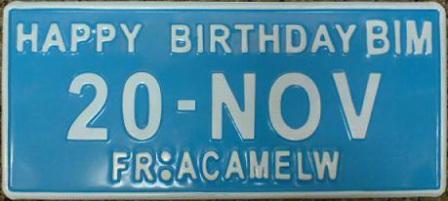 HAPPY BIRTHDAY BIM
20-NOV
FR:ACAMELW